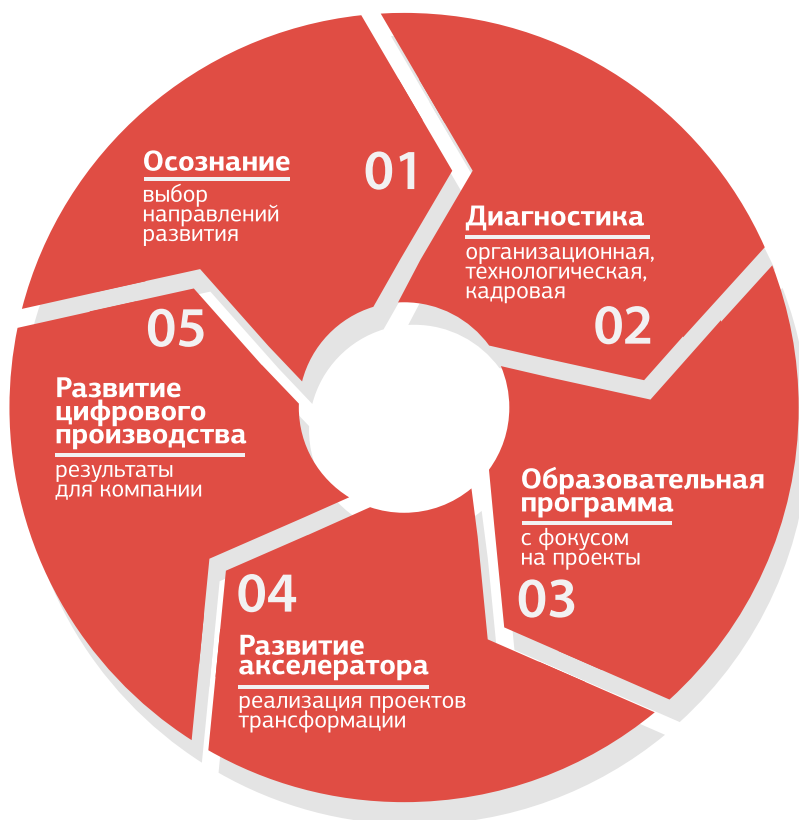 01
Осознание
выбор
направлений
развития
Диагностика
организационная,
технологическая,
кадровая
02
Образовательная
программа
с фокусом
на проекты
03
04
Развитие
акселератора
реализация проектов
трансформации
05
Развитие
цифрового
производства
результаты
для компании